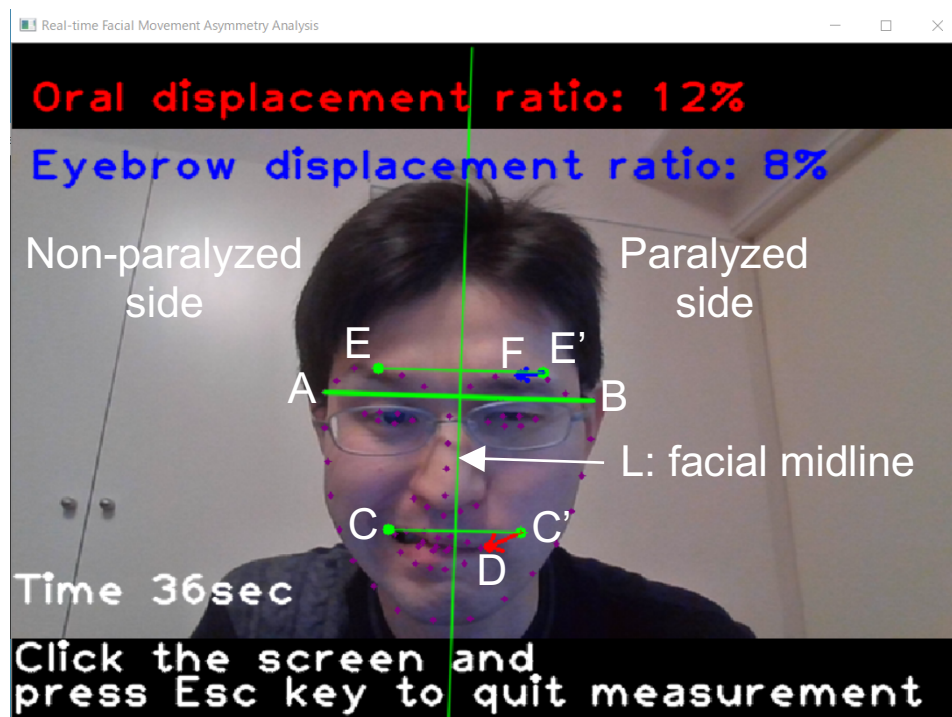 Real-time Facial Movement Asymmetry Analysis
Oral displacement ratio: 12%
Eyebrow displacement ratio: 8%
Non-paralyzed
side
Paralyzed
side
E
F
E’
A
B
L: facial midline
C
C’
D
Time 36sec
Click the screen and
press Esc key to quit measurement